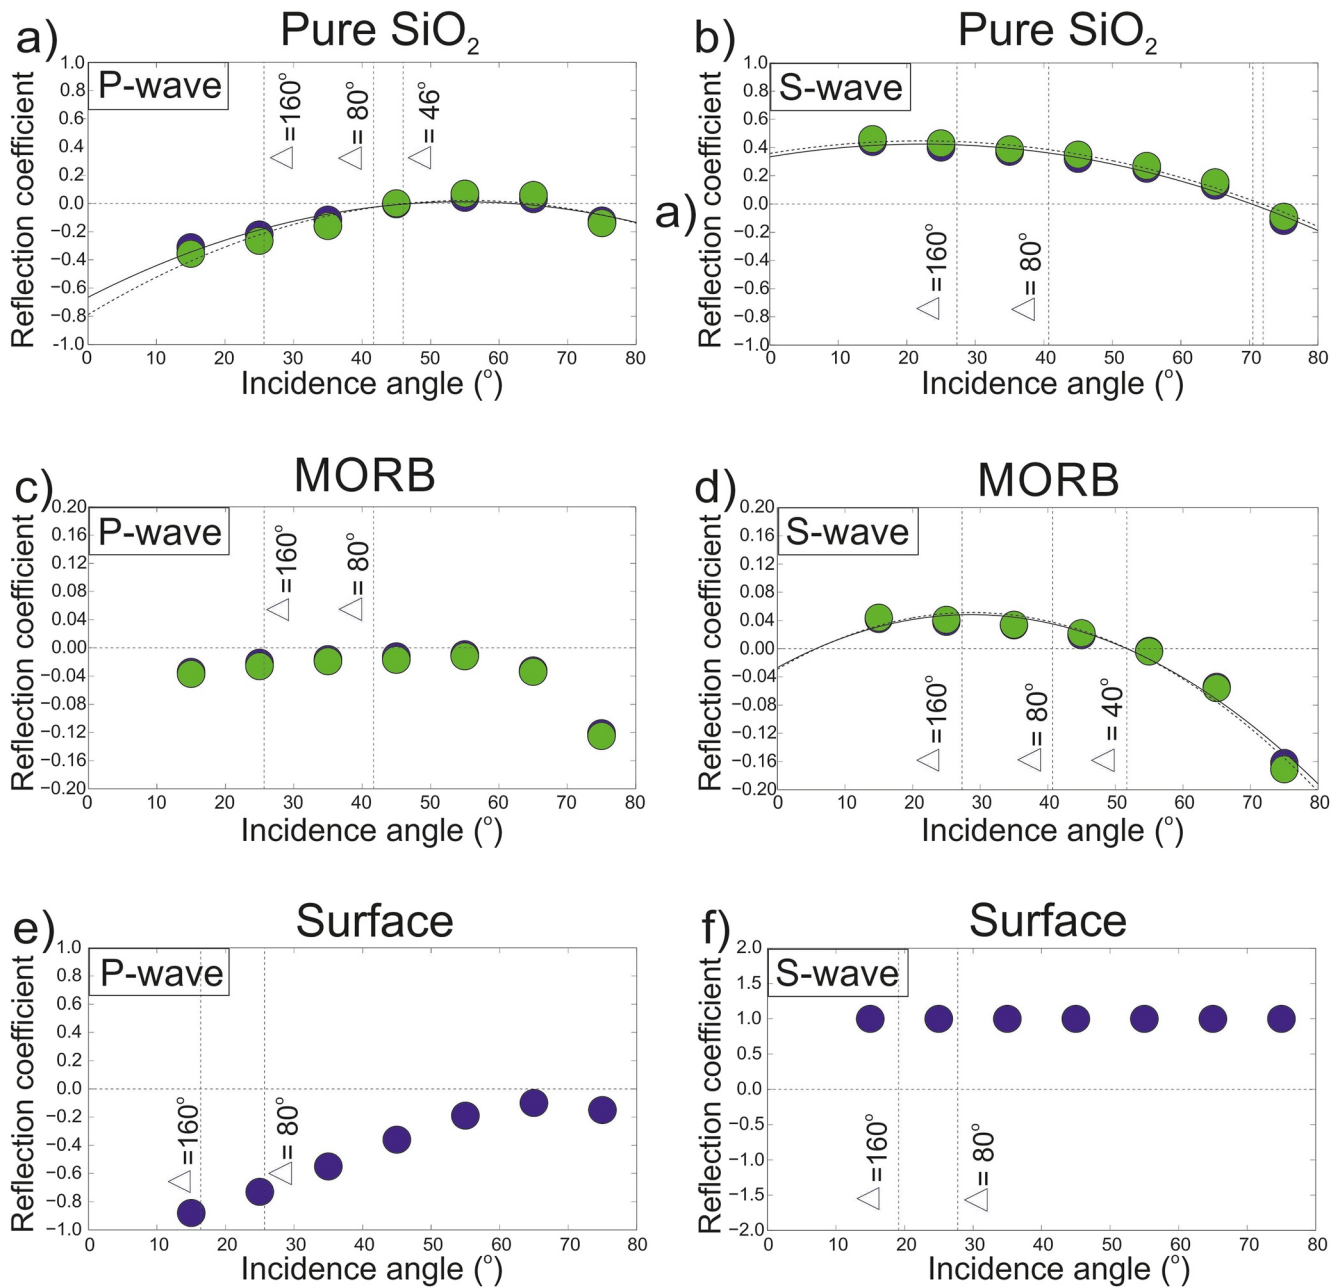 a) Pure SiO₂
P-wave
Reflection coefficient
1.0
0.8
0.6
0.4
0.2
0.0
−0.2
−0.4
−0.6
−0.8
-1.0
△=160°
△= 80°
△=46°
0 10 20 30 40 50 60 70 80
Incidence angle (°)
b) Pure SiO₂
S-wave
Reflection coefficient
a)
1.0
0.8
0.6
0.4
0.2
0.0
−0.2
−0.4
−0.6
−0.8
-1.0
△=160°
△= 80°
0 10 20 30 40 50 60 70 80
Incidence angle (°)
c) MORB
P-wave
Reflection coefficient
0.20
0.16
0.12
0.08
0.04
0.00
−0.04
−0.08
−0.12
−0.16
−0.20
△=160°
△= 80°
0 10 20 30 40 50 60 70 80
Incidence angle (°)
d) MORB
S-wave
Reflection coefficient
0.20
0.16
0.12
0.08
0.04
0.00
−0.04
−0.08
−0.12
−0.16
−0.20
△=160°
△= 80°
△= 40°
0 10 20 30 40 50 60 70 80
Incidence angle (°)
e) Surface
P-wave
Reflection coefficient
1.0
0.8
0.6
0.4
0.2
0.0
−0.2
−0.4
−0.6
−0.8
−1.0
△=160°
△= 80°
0 10 20 30 40 50 60 70 80
Incidence angle (°)
f) Surface
S-wave
Reflection coefficient
2.0
1.5
1.0
0.5
0.0
−0.5
−1.0
−1.5
−2.0
△=160°
△= 80°
0 10 20 30 40 50 60 70 80
Incidence angle (°)